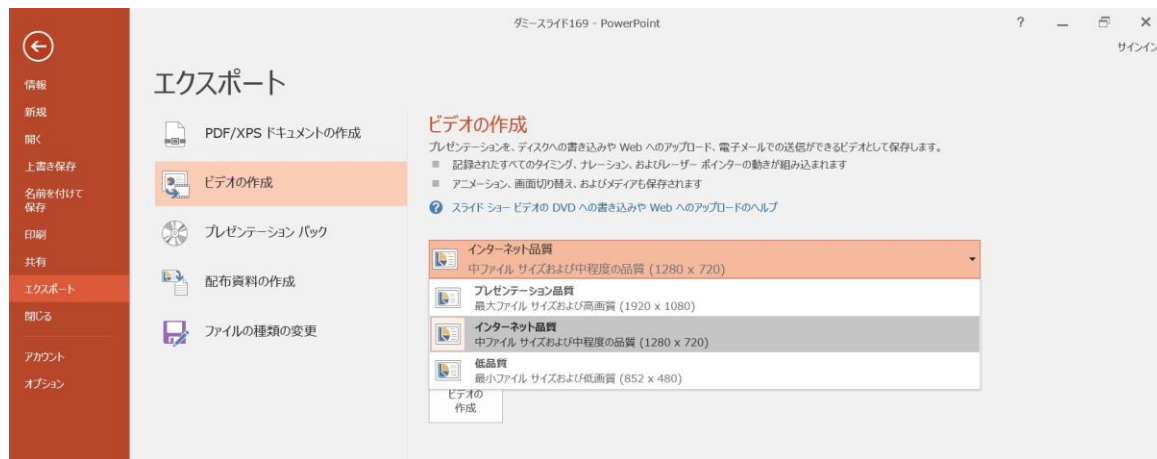 ダミースライド169 - PowerPoint
?
サインイン
情報
新規
開く
上書き保存
名前を付けて
保存
印刷
共有
エクスポート
閉じる
アカウント
オプション
エクスポート
PDF/XPS ドキュメントの作成
ビデオの作成
プレゼンテーション パック
配布資料の作成
ファイルの種類の変更
ビデオの作成
プレゼンテーションを、ディスクへの書き込みや Web へのアップロード、電子メールでの送信ができるビデオとして保存します。
記録されたすべてのタイミング、ナレーション、およびレーザー ポインターの動きが組み込まれます
アニメーション、画面切り替え、およびメディアも保存されます
スライド ショー ビデオの DVD への書き込みや Web へのアップロードのヘルプ
インターネット品質
中ファイル サイズおよび中程度の品質 (1280 x 720)
プレゼンテーション品質
最大ファイル サイズおよび高画質 (1920 x 1080)
インターネット品質
中ファイル サイズおよび中程度の品質 (1280 x 720)
低品質
最小ファイル サイズおよび低画質 (852 x 480)
ビデオの
作成